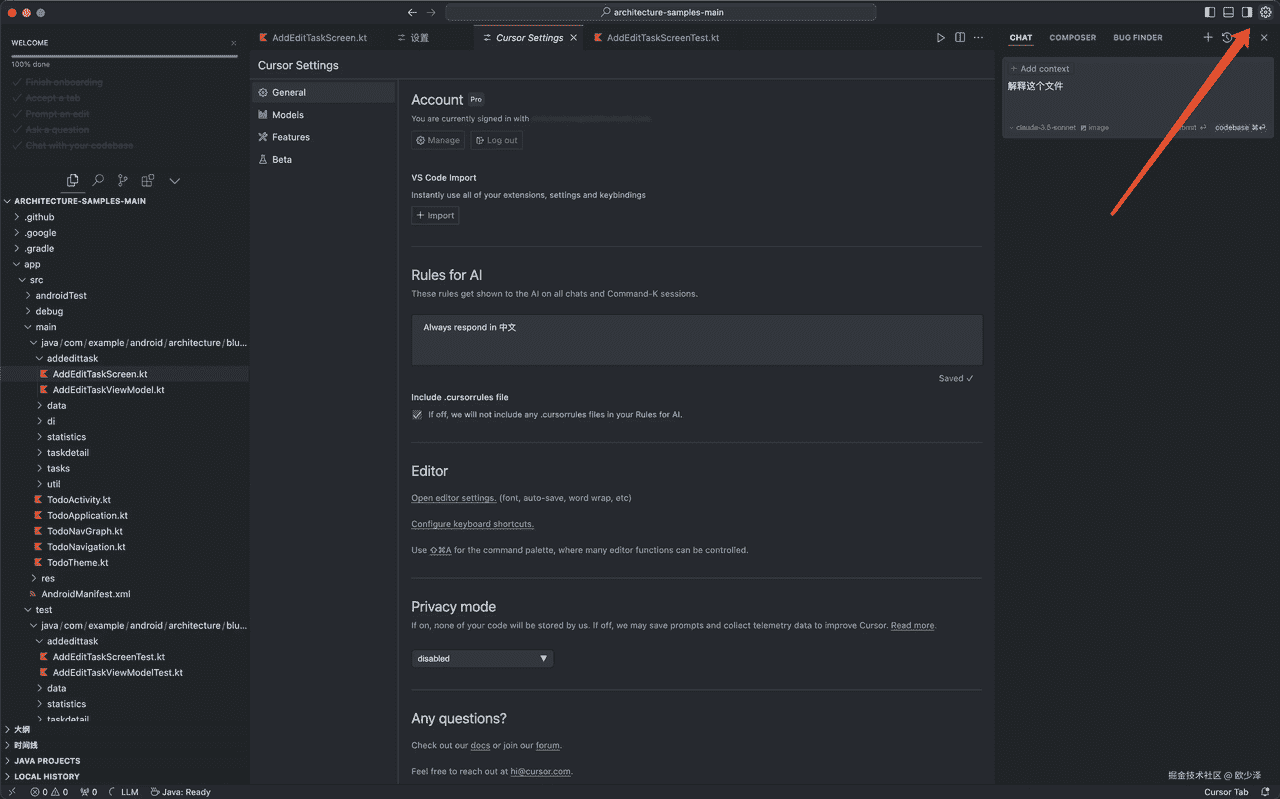 architecture-samples-main
WELCOME
100% done
Finish onboarding
Accept a tab
Prompt an edit
Ask a question
Chat with your codebase
ARCHITECTURE-SAMPLES-MAIN
.github
.google
.gradle
app
src
androidTest
debug
main
java/com/example/android/architecture/blu...
addedittask
AddEditTaskScreen.kt
AddEditTaskViewModel.kt
data
di
statistics
taskdetail
tasks
util
TodoActivity.kt
TodoApplication.kt
TodoNavGraph.kt
TodoNavigation.kt
TodoTheme.kt
res
AndroidManifest.xml
test
java/com/example/android/architecture/blu...
addedittask
AddEditTaskScreenTest.kt
AddEditTaskViewModelTest.kt
data
statistics
taskdetail
大纲
时间线
JAVA PROJECTS
LOCAL HISTORY
AddEditTaskScreen.kt 设置 Cursor Settings AddEditTaskScreenTest.kt
Cursor Settings
General
Models
Features
Beta
Account Pro
You are currently signed in with
Manage Log out
VS Code Import
Instantly use all of your extensions, settings and keybindings
+ Import
Rules for AI
These rules get shown to the AI on all chats and Command-K sessions.
Always respond in 中文
Saved ✓
Include .cursorrules file
If off, we will not include any .cursorrules files in your Rules for AI.
Editor
Open editor settings. (font, auto-save, word wrap, etc)
Configure keyboard shortcuts.
Use ⇧⌘A for the command palette, where many editor functions can be controlled.
Privacy mode
If on, none of your code will be stored by us. If off, we may save prompts and collect telemetry data to improve Cursor. Read more.
disabled
Any questions?
Check out our docs or join our forum.
Feel free to reach out at hi@cursor.com.
CHAT COMPOSER BUG FINDER
+ Add context
解释这个文件
claude-3.5-sonnet image codebase ⌘↵
掘金技术社区 @ 欧少泽
0 0 0 LLM Java: Ready Cursor Tab